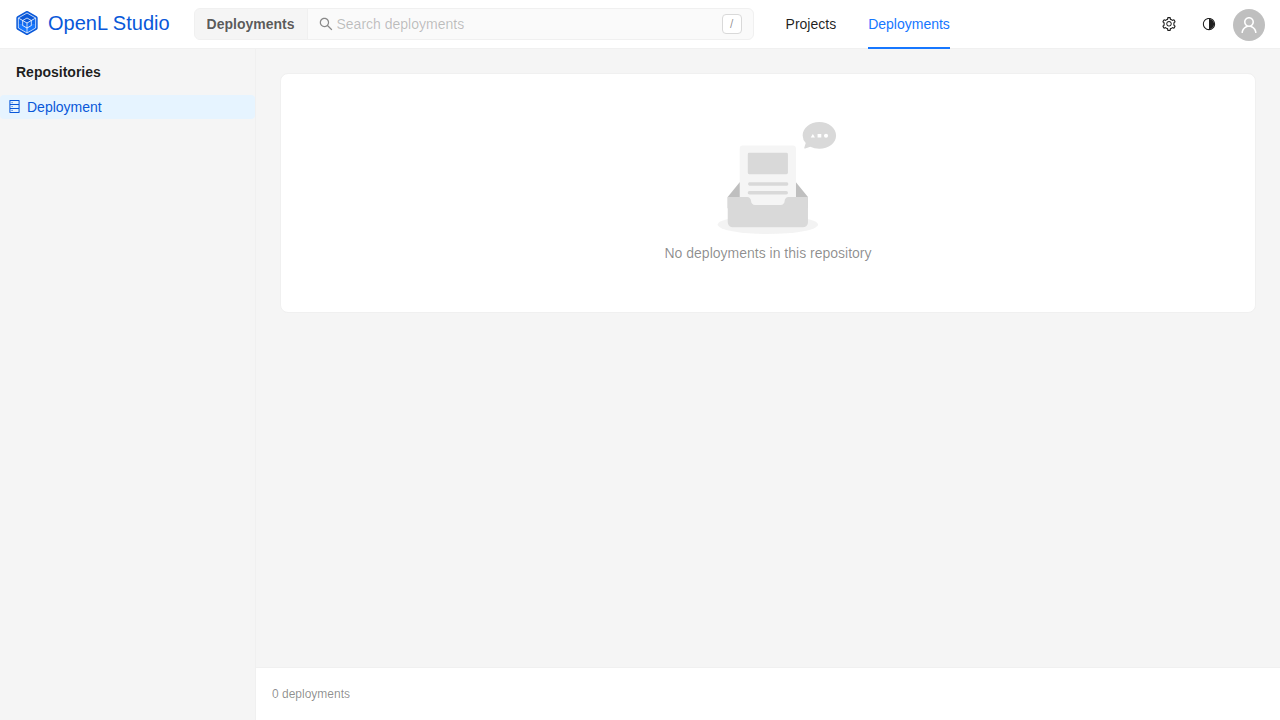 OpenL Studio
Deployments
Search deployments
/
Projects
Deployments
Repositories
Deployment
No deployments in this repository
0 deployments